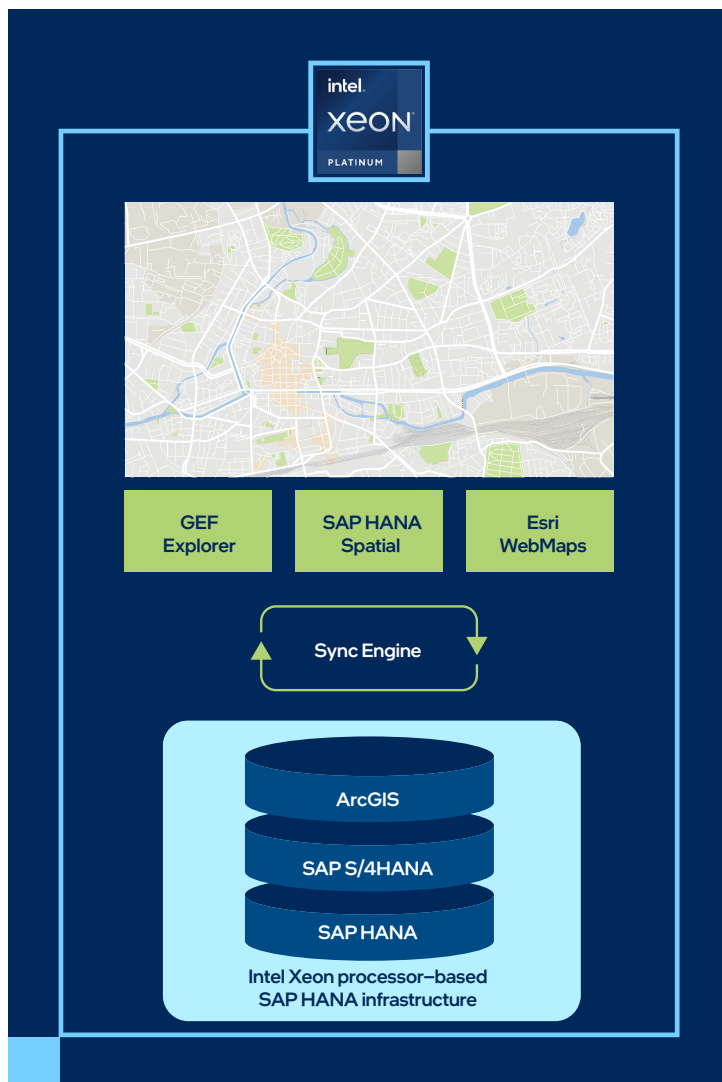 intel.
xeon
PLATINUM
GEF
Explorer
SAP HANA
Spatial
Esri
WebMaps
Sync Engine
ArcGIS
SAP S/4HANA
SAP HANA
Intel Xeon processor–based
SAP HANA infrastructure